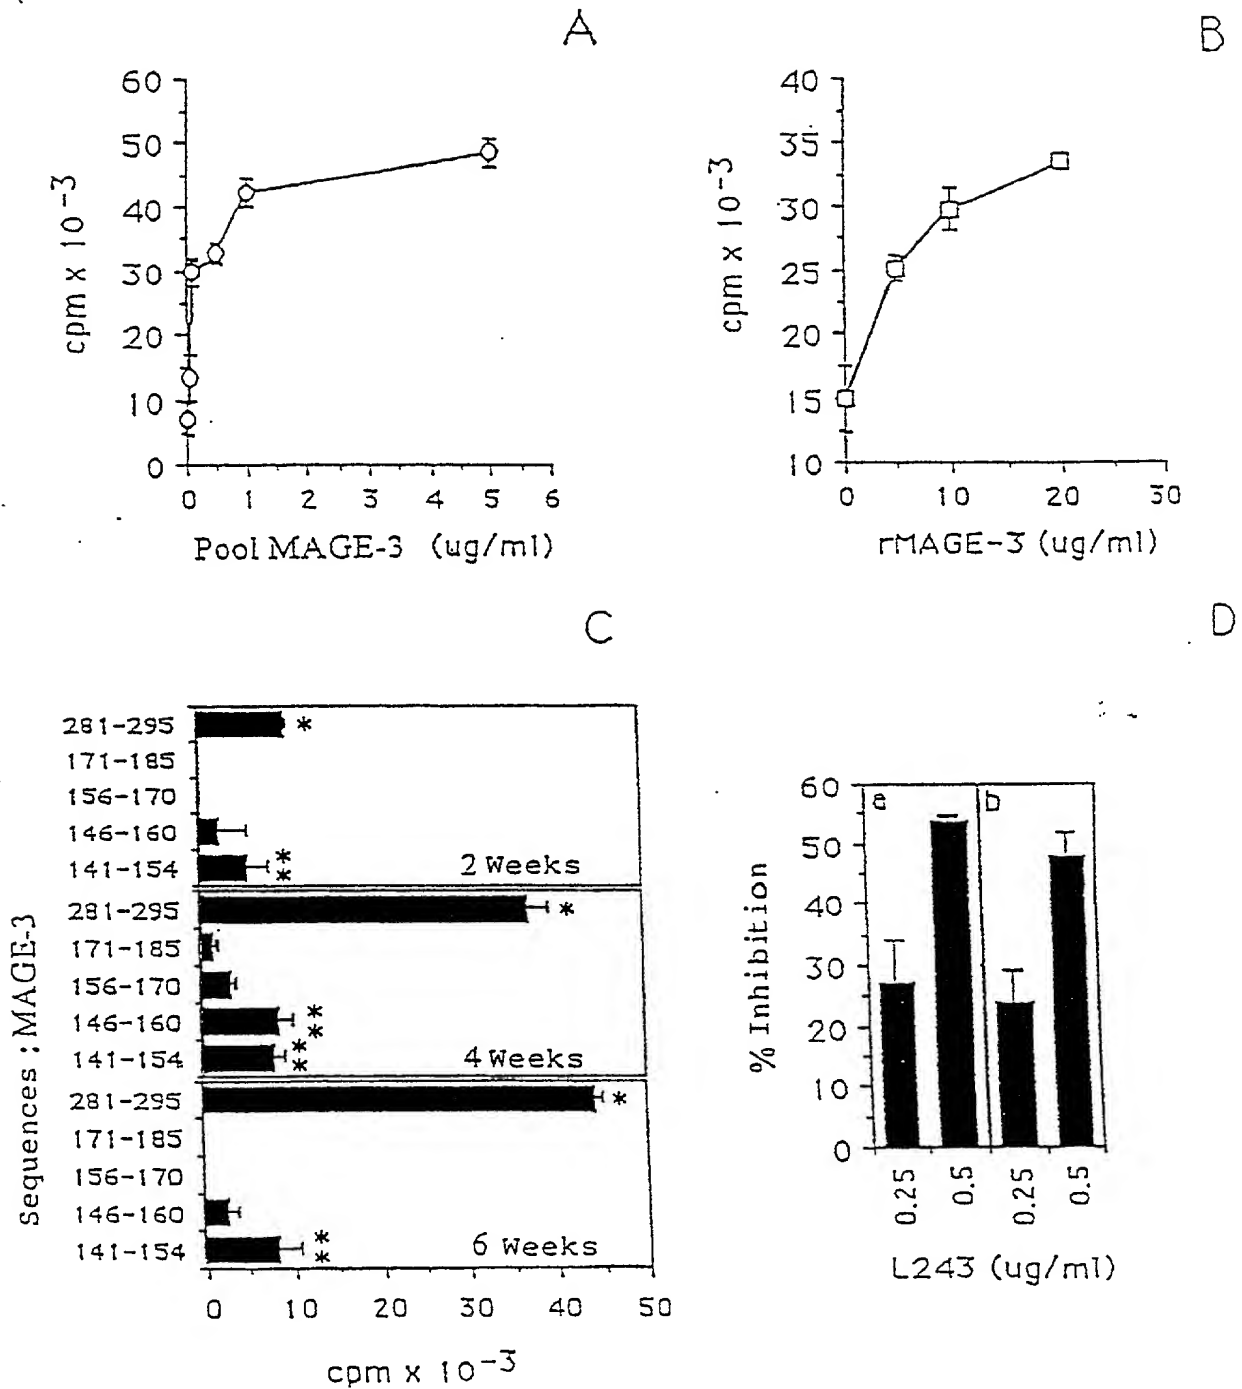 A
60
50
40
30
20
10
0
cpm x 10⁻³
0 1 2 3 4 5 6
Pool MAGE-3 (ug/ml)
B
40
35
30
25
20
15
10
cpm x 10⁻³
0 10 20 30
rMAGE-3 (ug/ml)
C
Sequences : MAGE-3
281-295 *
171-185
156-170
146-160
141-154 **
2 Weeks
281-295 *
171-185
156-170
146-160 **
141-154 **
4 Weeks
281-295 *
171-185
156-170
146-160
141-154 **
6 Weeks
0 10 20 30 40 50
cpm x 10⁻³
D
60
50
40
30
20
10
0
% Inhibition
a b
0.25 0.5 0.25 0.5
L243 (ug/ml)